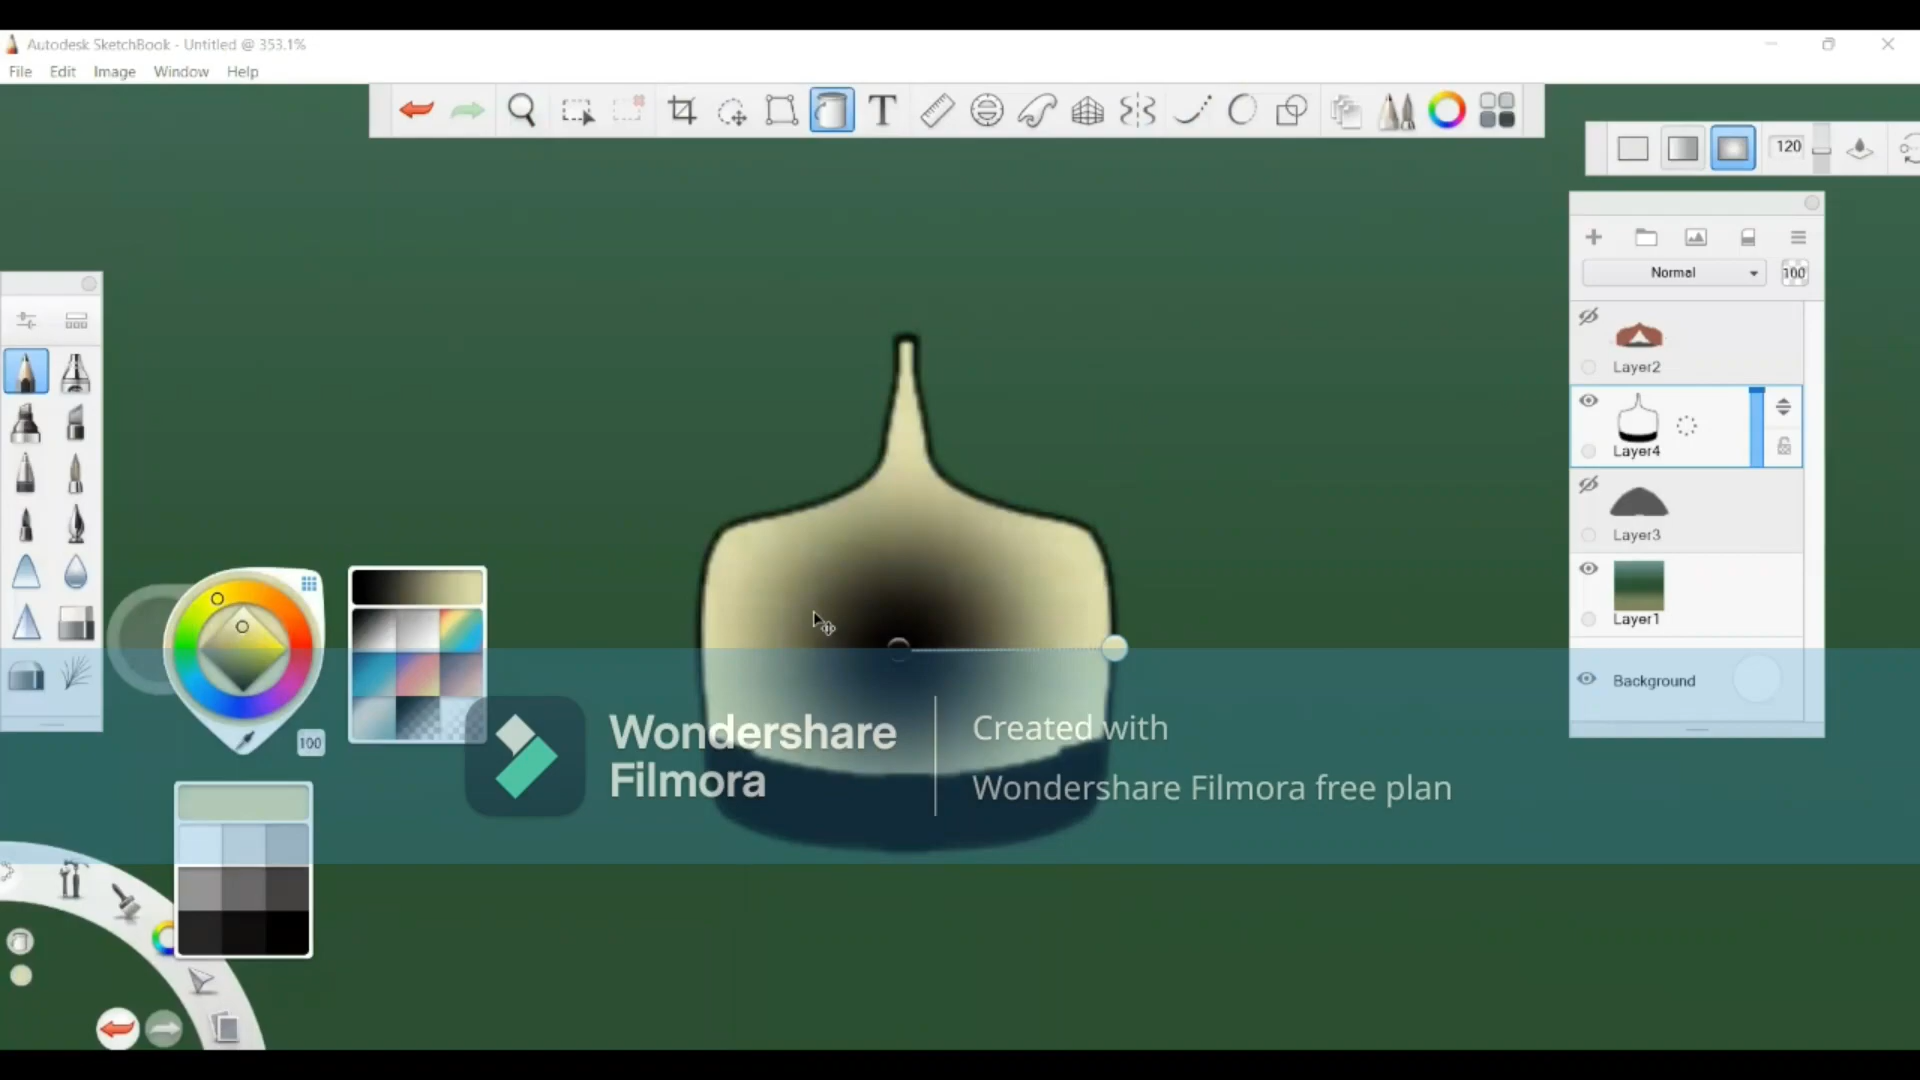 Autodesk SketchBook - Untitled @ 353.1%
File Edit Image Window Help
T
120
Normal 100
Layer2
Layer4
Layer3
Layer1
Background
100
Wondershare
Filmora
Created with
Wondershare Filmora free plan